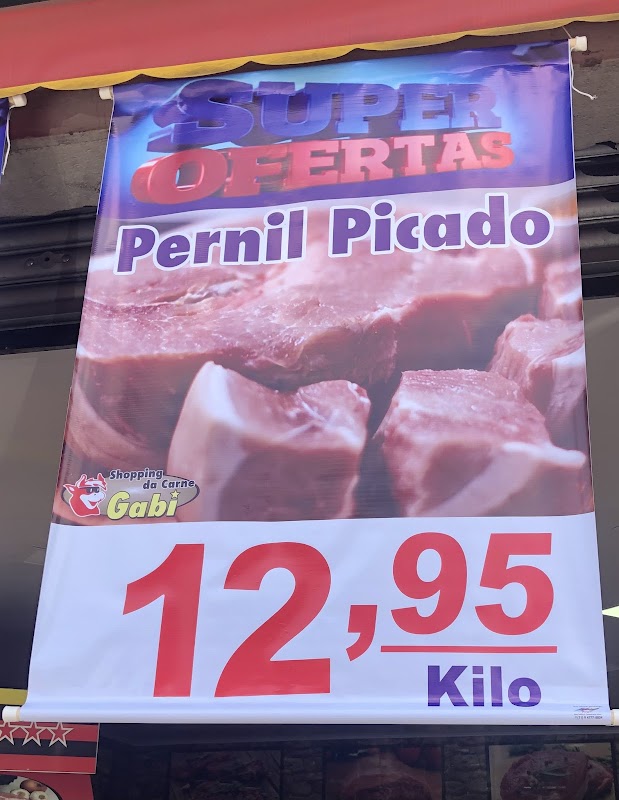 SUPER
OFERTAS
Pernil Picado
Shopping
da Carne
Gabi
12,95
Kilo